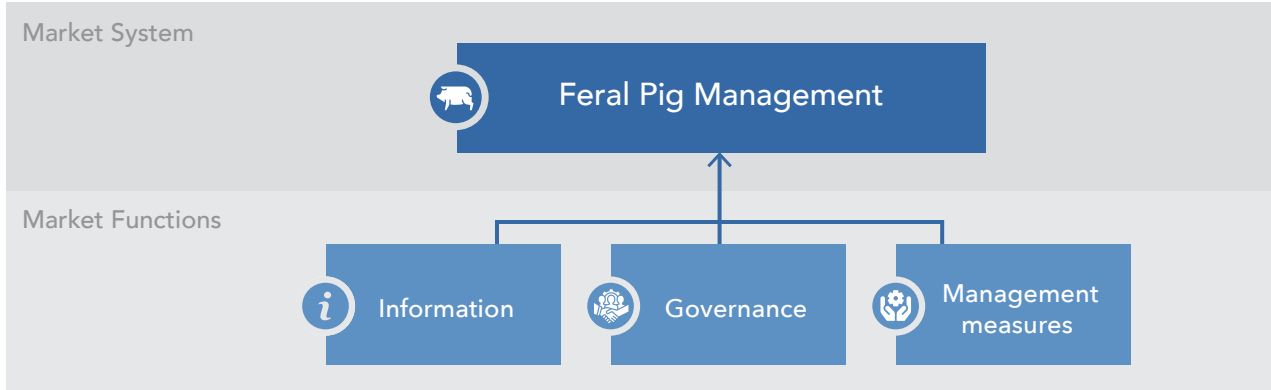 Market System
Feral Pig Management
Market Functions
i
Information
Governance
Management
measures